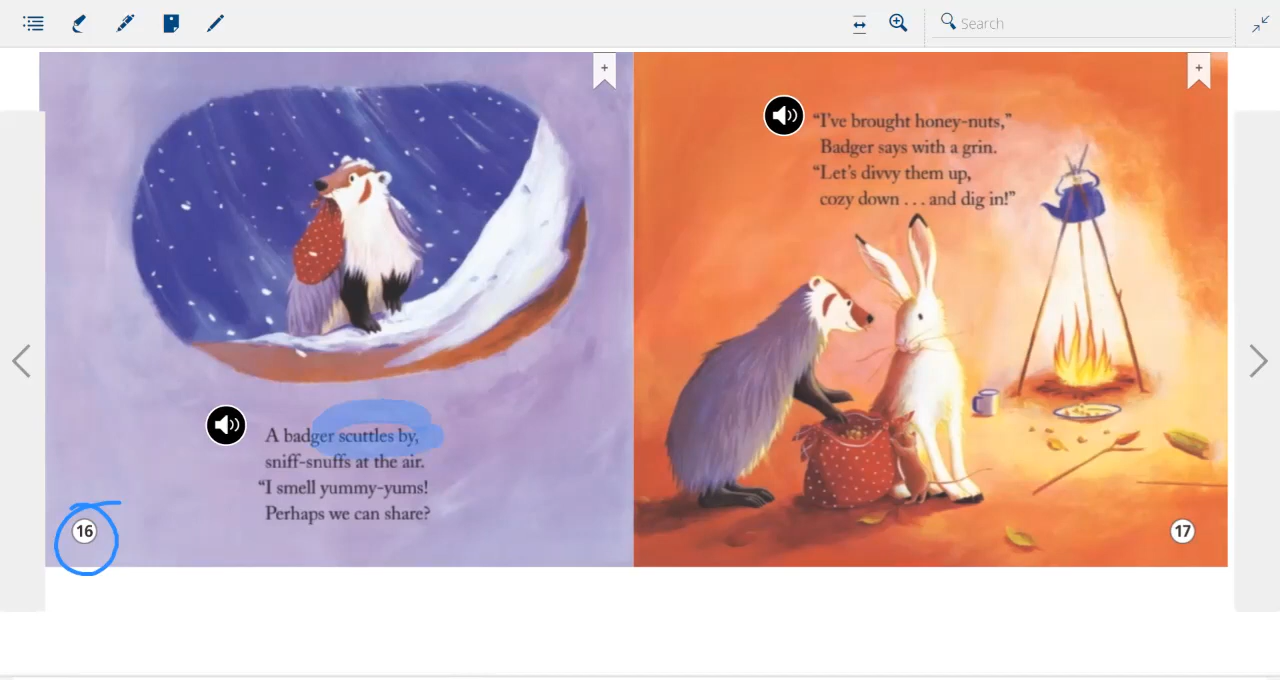 Search
A badger scuttles by,
sniff-snuffs at the air.
“I smell yummy-yums!
Perhaps we can share?
16
“I’ve brought honey-nuts,”
Badger says with a grin.
“Let’s divvy them up,
cozy down . . . and dig in!”
17